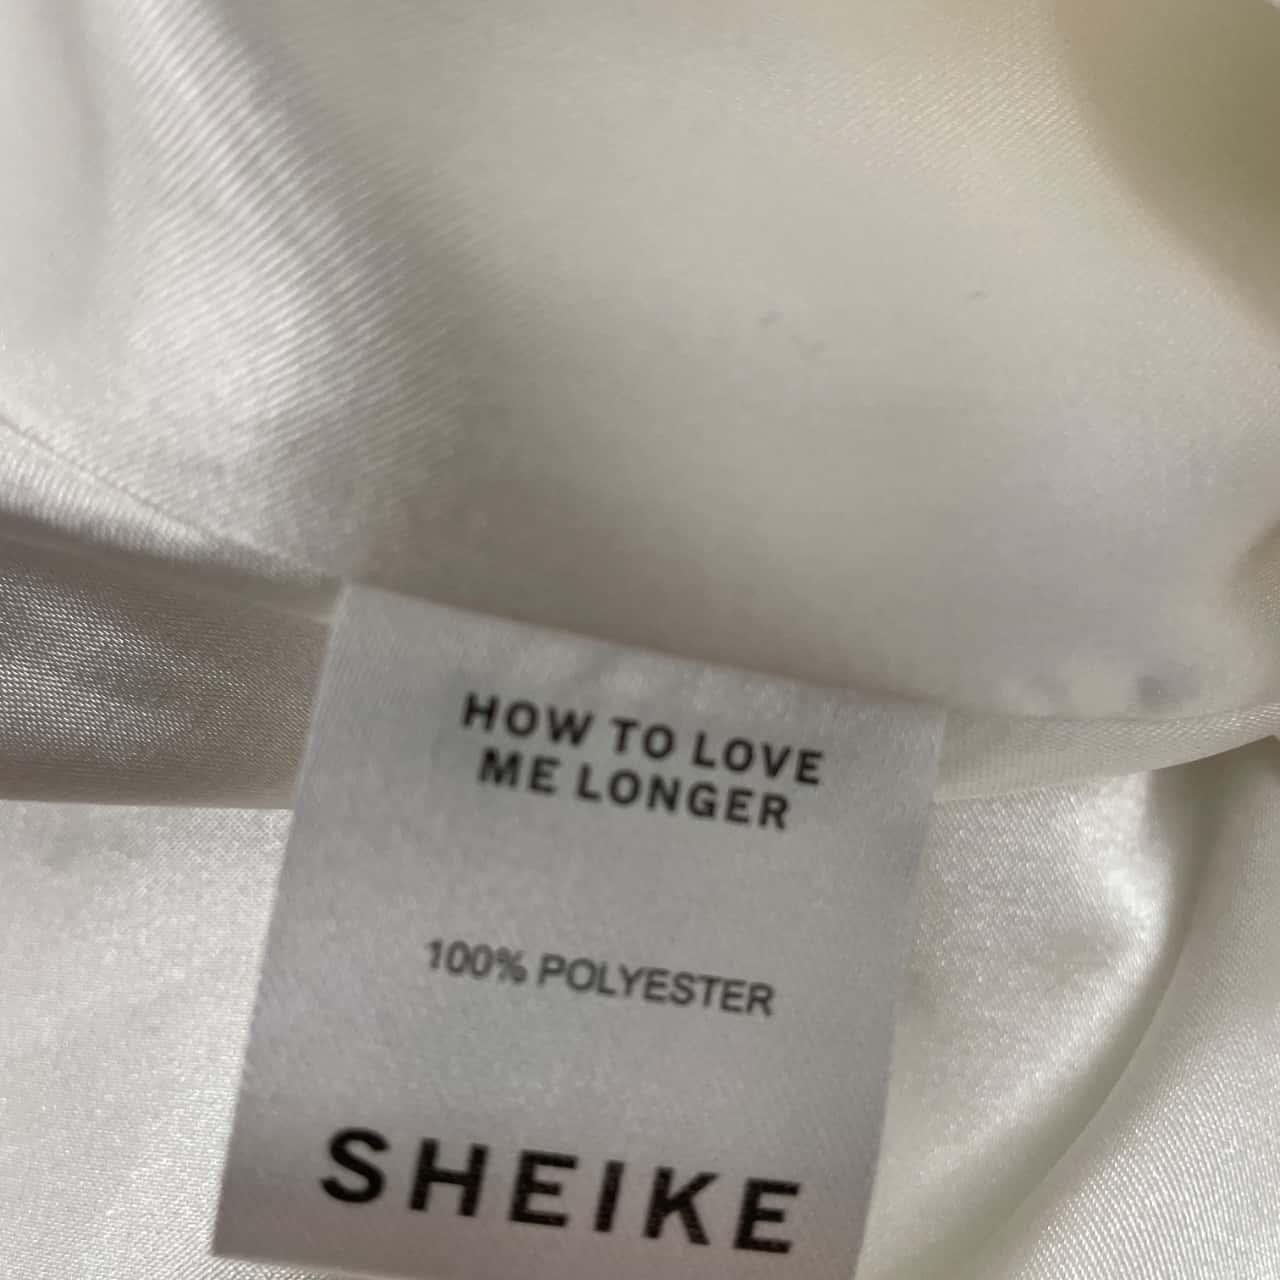 HOW TO LOVE
ME LONGER
100% POLYESTER
SHEIKE